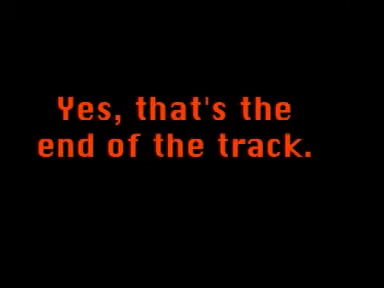 Yes, that's the
end of the track.